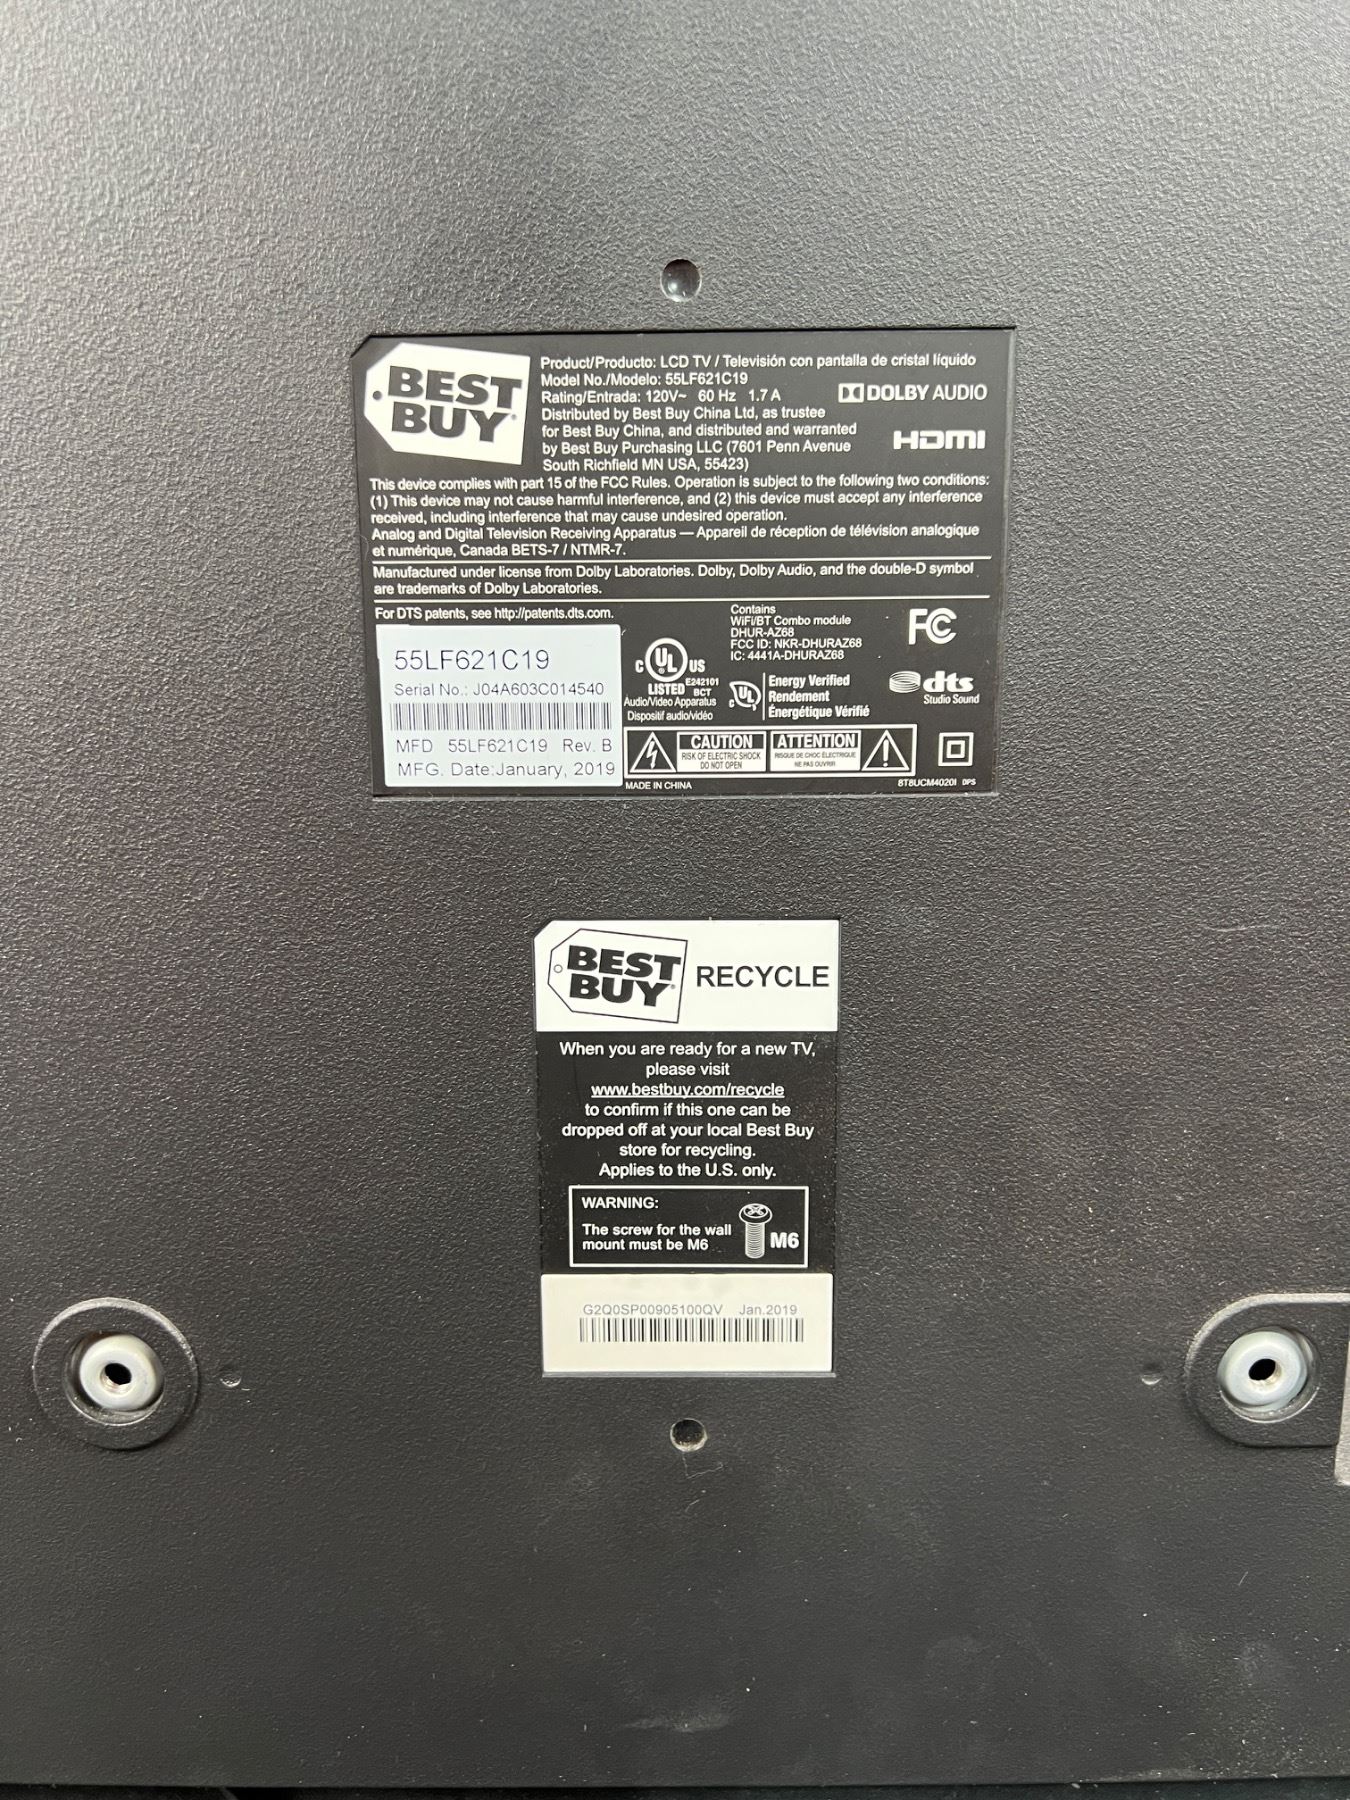 BEST
BUY
Product/Producto: LCD TV / Televisión con pantalla de cristal líquido
Model No./Modelo: 55LF621C19
Rating/Entrada: 120V~ 60 Hz 1.7 A
Distributed by Best Buy China Ltd, as trustee
for Best Buy China, and distributed and warranted
by Best Buy Purchasing LLC (7601 Penn Avenue
South Richfield MN USA, 55423)
DOLBY AUDIO
HDMI
This device complies with part 15 of the FCC Rules. Operation is subject to the following two conditions:
(1) This device may not cause harmful interference, and (2) this device must accept any interference
received, including interference that may cause undesired operation.
Analog and Digital Television Receiving Apparatus — Appareil de réception de télévision analogique
et numérique, Canada BETS-7 / NTMR-7.
Manufactured under license from Dolby Laboratories. Dolby, Dolby Audio, and the double-D symbol
are trademarks of Dolby Laboratories.
For DTS patents, see http://patents.dts.com.
55LF621C19
Serial No.: J04A603C014540
MFD 55LF621C19 Rev. B
MFG. Date:January, 2019
C UL US
LISTED E242101 BCT
Audio/Video Apparatus
Dispositif audio/vidéo
Contains
WiFi/BT Combo module
DHUR-AZ68
FCC ID: NKR-DHURAZ68
IC: 4441A-DHURAZ68
FC
c UL
Energy Verified
Rendement
Énergétique Vérifié
dts
Studio Sound
CAUTION
RISK OF ELECTRIC SHOCK
DO NOT OPEN
ATTENTION
RISQUE DE CHOC ÉLECTRIQUE
NE PAS OUVRIR
MADE IN CHINA
8T8UCM4020I DPS
BEST
BUY
RECYCLE
When you are ready for a new TV,
please visit
www.bestbuy.com/recycle
to confirm if this one can be
dropped off at your local Best Buy
store for recycling.
Applies to the U.S. only.
WARNING:
The screw for the wall
mount must be M6
M6
G2Q0SP00905100QV Jan.2019